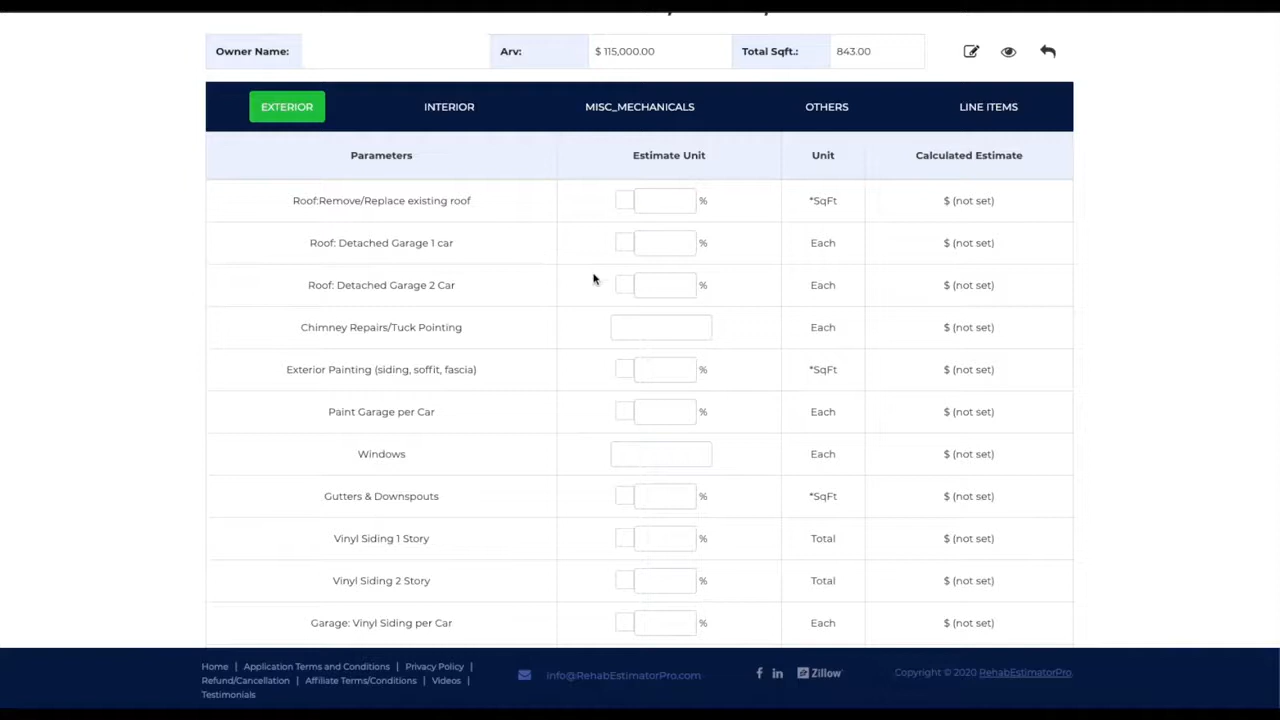 Owner Name: Arv: $ 115,000.00 Total Sqft.: 843.00
EXTERIOR INTERIOR MISC_MECHANICALS OTHERS LINE ITEMS
Parameters Estimate Unit Unit Calculated Estimate
Roof:Remove/Replace existing roof % *SqFt $ (not set)
Roof: Detached Garage 1 car % Each $ (not set)
Roof: Detached Garage 2 Car % Each $ (not set)
Chimney Repairs/Tuck Pointing Each $ (not set)
Exterior Painting (siding, soffit, fascia) % *SqFt $ (not set)
Paint Garage per Car % Each $ (not set)
Windows Each $ (not set)
Gutters & Downspouts % *SqFt $ (not set)
Vinyl Siding 1 Story % Total $ (not set)
Vinyl Siding 2 Story % Total $ (not set)
Garage: Vinyl Siding per Car % Each $ (not set)
Home | Application Terms and Conditions | Privacy Policy |
Refund/Cancellation | Affiliate Terms/Conditions | Videos |
Testimonials
info@RehabEstimatorPro.com
Zillow
Copyright © 2020 RehabEstimatorPro.